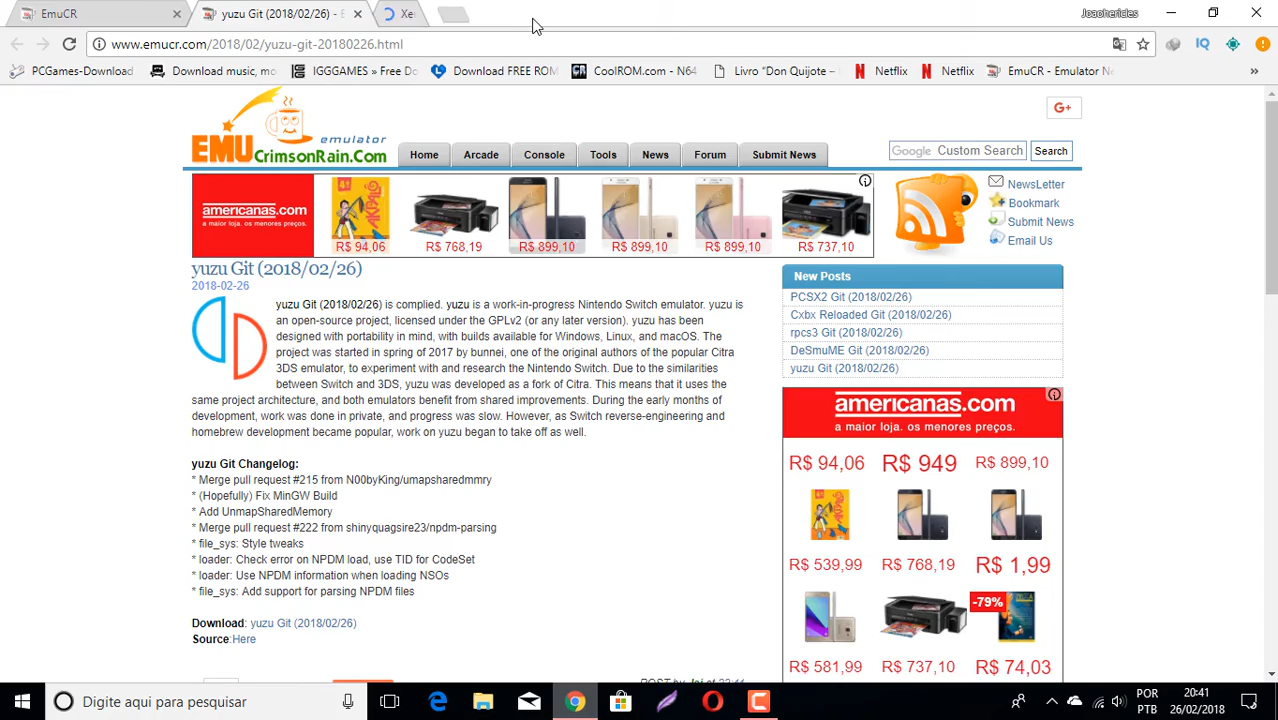 EmuCR
yuzu Git (2018/02/26) - E
Xe
Joaohericles
www.emucr.com/2018/02/yuzu-git-20180226.html
PCGames-Download
Download music, mo
IGGGAMES » Free Do
Download FREE ROM
CoolROM.com - N64
Livro "Don Quijote –
Netflix
Netflix
EmuCR - Emulator Ne
»
G+
EMU emulator
CrimsonRain.Com
Home
Arcade
Console
Tools
News
Forum
Submit News
Google Custom Search
Search
americanas.com
a maior loja. os menores preços.
R$ 94,06
R$ 768,19
R$ 899,10
R$ 899,10
R$ 899,10
R$ 737,10
NewsLetter
Bookmark
Submit News
Email Us
yuzu Git (2018/02/26)
2018-02-26
yuzu Git (2018/02/26) is complied. yuzu is a work-in-progress Nintendo Switch emulator. yuzu is
an open-source project, licensed under the GPLv2 (or any later version). yuzu has been
designed with portability in mind, with builds available for Windows, Linux, and macOS. The
project was started in spring of 2017 by bunnei, one of the original authors of the popular Citra
3DS emulator, to experiment with and research the Nintendo Switch. Due to the similarities
between Switch and 3DS, yuzu was developed as a fork of Citra. This means that it uses the
same project architecture, and both emulators benefit from shared improvements. During the early months of
development, work was done in private, and progress was slow. However, as Switch reverse-engineering and
homebrew development became popular, work on yuzu began to take off as well.
yuzu Git Changelog:
* Merge pull request #215 from N00byKing/umapsharedmmry
* (Hopefully) Fix MinGW Build
* Add UnmapSharedMemory
* Merge pull request #222 from shinyquagsire23/npdm-parsing
* file_sys: Style tweaks
* loader: Check error on NPDM load, use TID for CodeSet
* loader: Use NPDM information when loading NSOs
* file_sys: Add support for parsing NPDM files
Download: yuzu Git (2018/02/26)
Source:Here
New Posts
PCSX2 Git (2018/02/26)
Cxbx Reloaded Git (2018/02/26)
rpcs3 Git (2018/02/26)
DeSmuME Git (2018/02/26)
yuzu Git (2018/02/26)
americanas.com
a maior loja. os menores preços.
R$ 94,06
R$ 949
R$ 899,10
R$ 539,99
R$ 768,19
R$ 1,99
-79%
R$ 581,99
R$ 737,10
R$ 74,03
Digite aqui para pesquisar
POR
PTB
20:41
26/02/2018